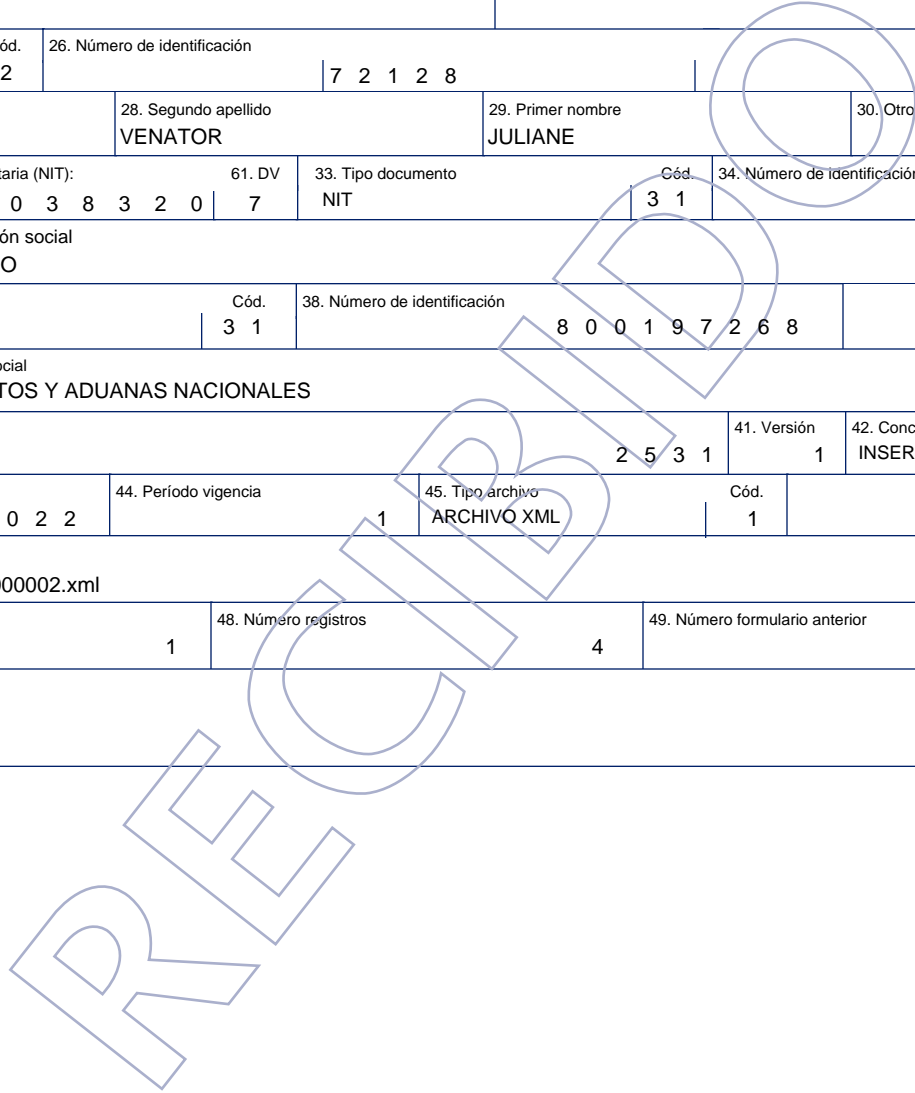 ód. 26. Número de identificación
2 7 2 1 2 8
28. Segundo apellido 29. Primer nombre 30. Otro
VENATOR JULIANE
taria (NIT): 61. DV 33. Tipo documento Cód. 34. Número de identificación
0 3 8 3 2 0 7 NIT 3 1
ón social
O
Cód. 38. Número de identificación
3 1 8 0 0 1 9 7 2 6 8
ocial
TOS Y ADUANAS NACIONALES
41. Versión 42. Conc
2 5 3 1 1 INSER
44. Período vigencia 45. Tipo archivo Cód.
0 2 2 1 ARCHIVO XML 1
000002.xml
48. Número registros 49. Número formulario anterior
1 4
RECIBIDO